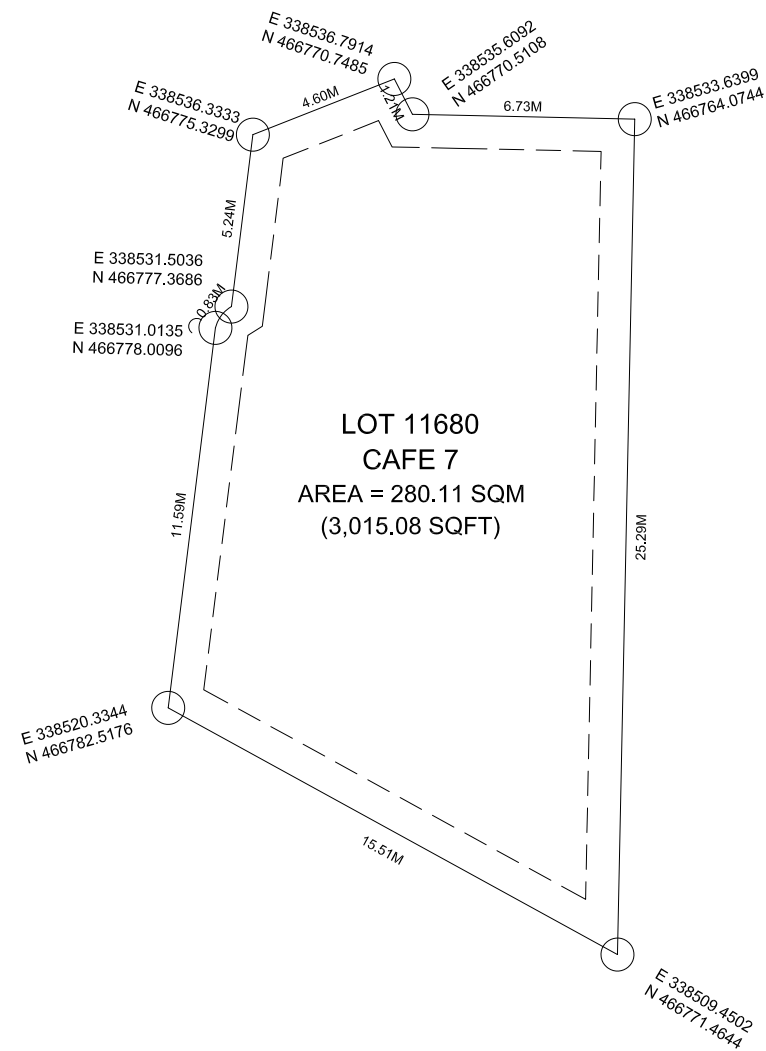 E 338536.7914
N 466770.7485
E 338535.6092
N 466770.5108
E 338533.6399
N 466764.0744
E 338536.3333
N 466775.3299
4.60M
1.21M
6.73M
5.24M
E 338531.5036
N 466777.3686
0.83M
E 338531.0135
N 466778.0096
LOT 11680
CAFE 7
AREA = 280.11 SQM
(3,015.08 SQFT)
11.59M
25.29M
E 338520.3344
N 466782.5176
15.51M
E 338509.4502
N 466771.4644